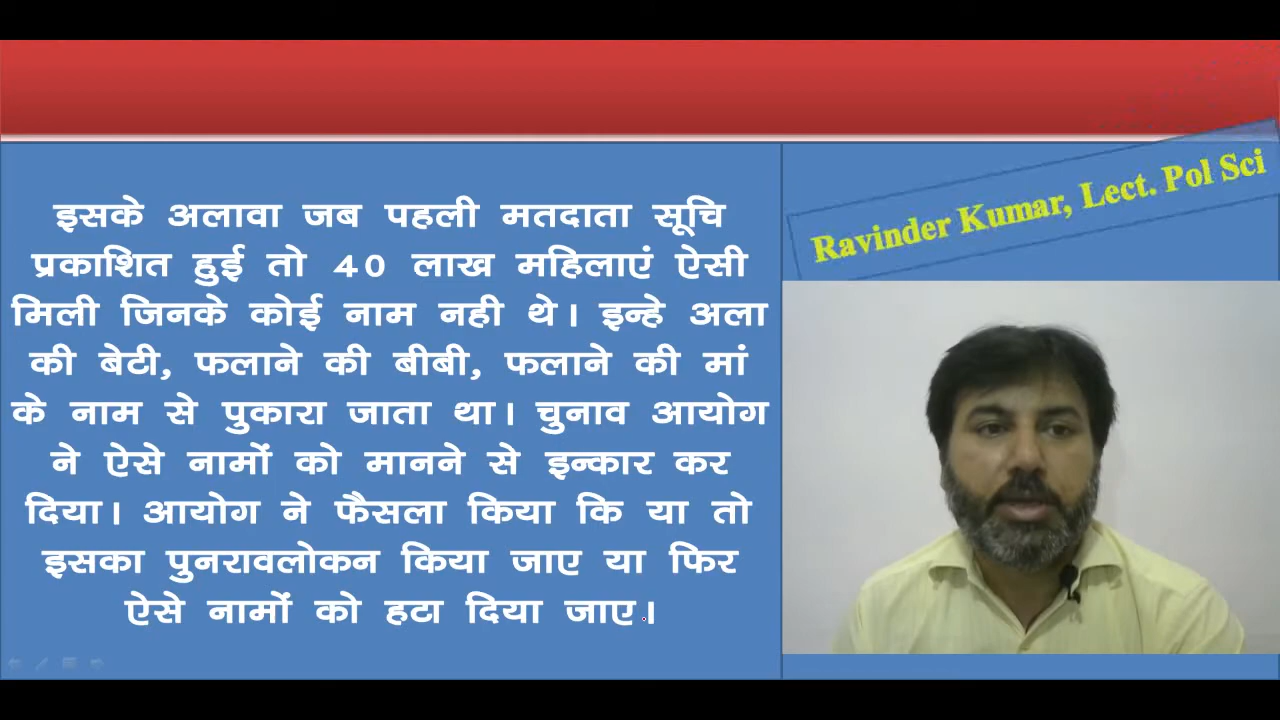 इसके अलावा जब पहली मतदाता सूचि
प्रकाशित हुई तो 40 लाख महिलाएं ऐसी
मिली जिनके कोई नाम नही थे। इन्हे अला
की बेटी, फलाने की बीबी, फलाने की मां
के नाम से पुकारा जाता था। चुनाव आयोग
ने ऐसे नामों को मानने से इन्कार कर
दिया। आयोग ने फैसला किया कि या तो
इसका पुनरावलोकन किया जाए या फिर
ऐसे नामों को हटा दिया जाए।
Ravinder Kumar, Lect. Pol Sci